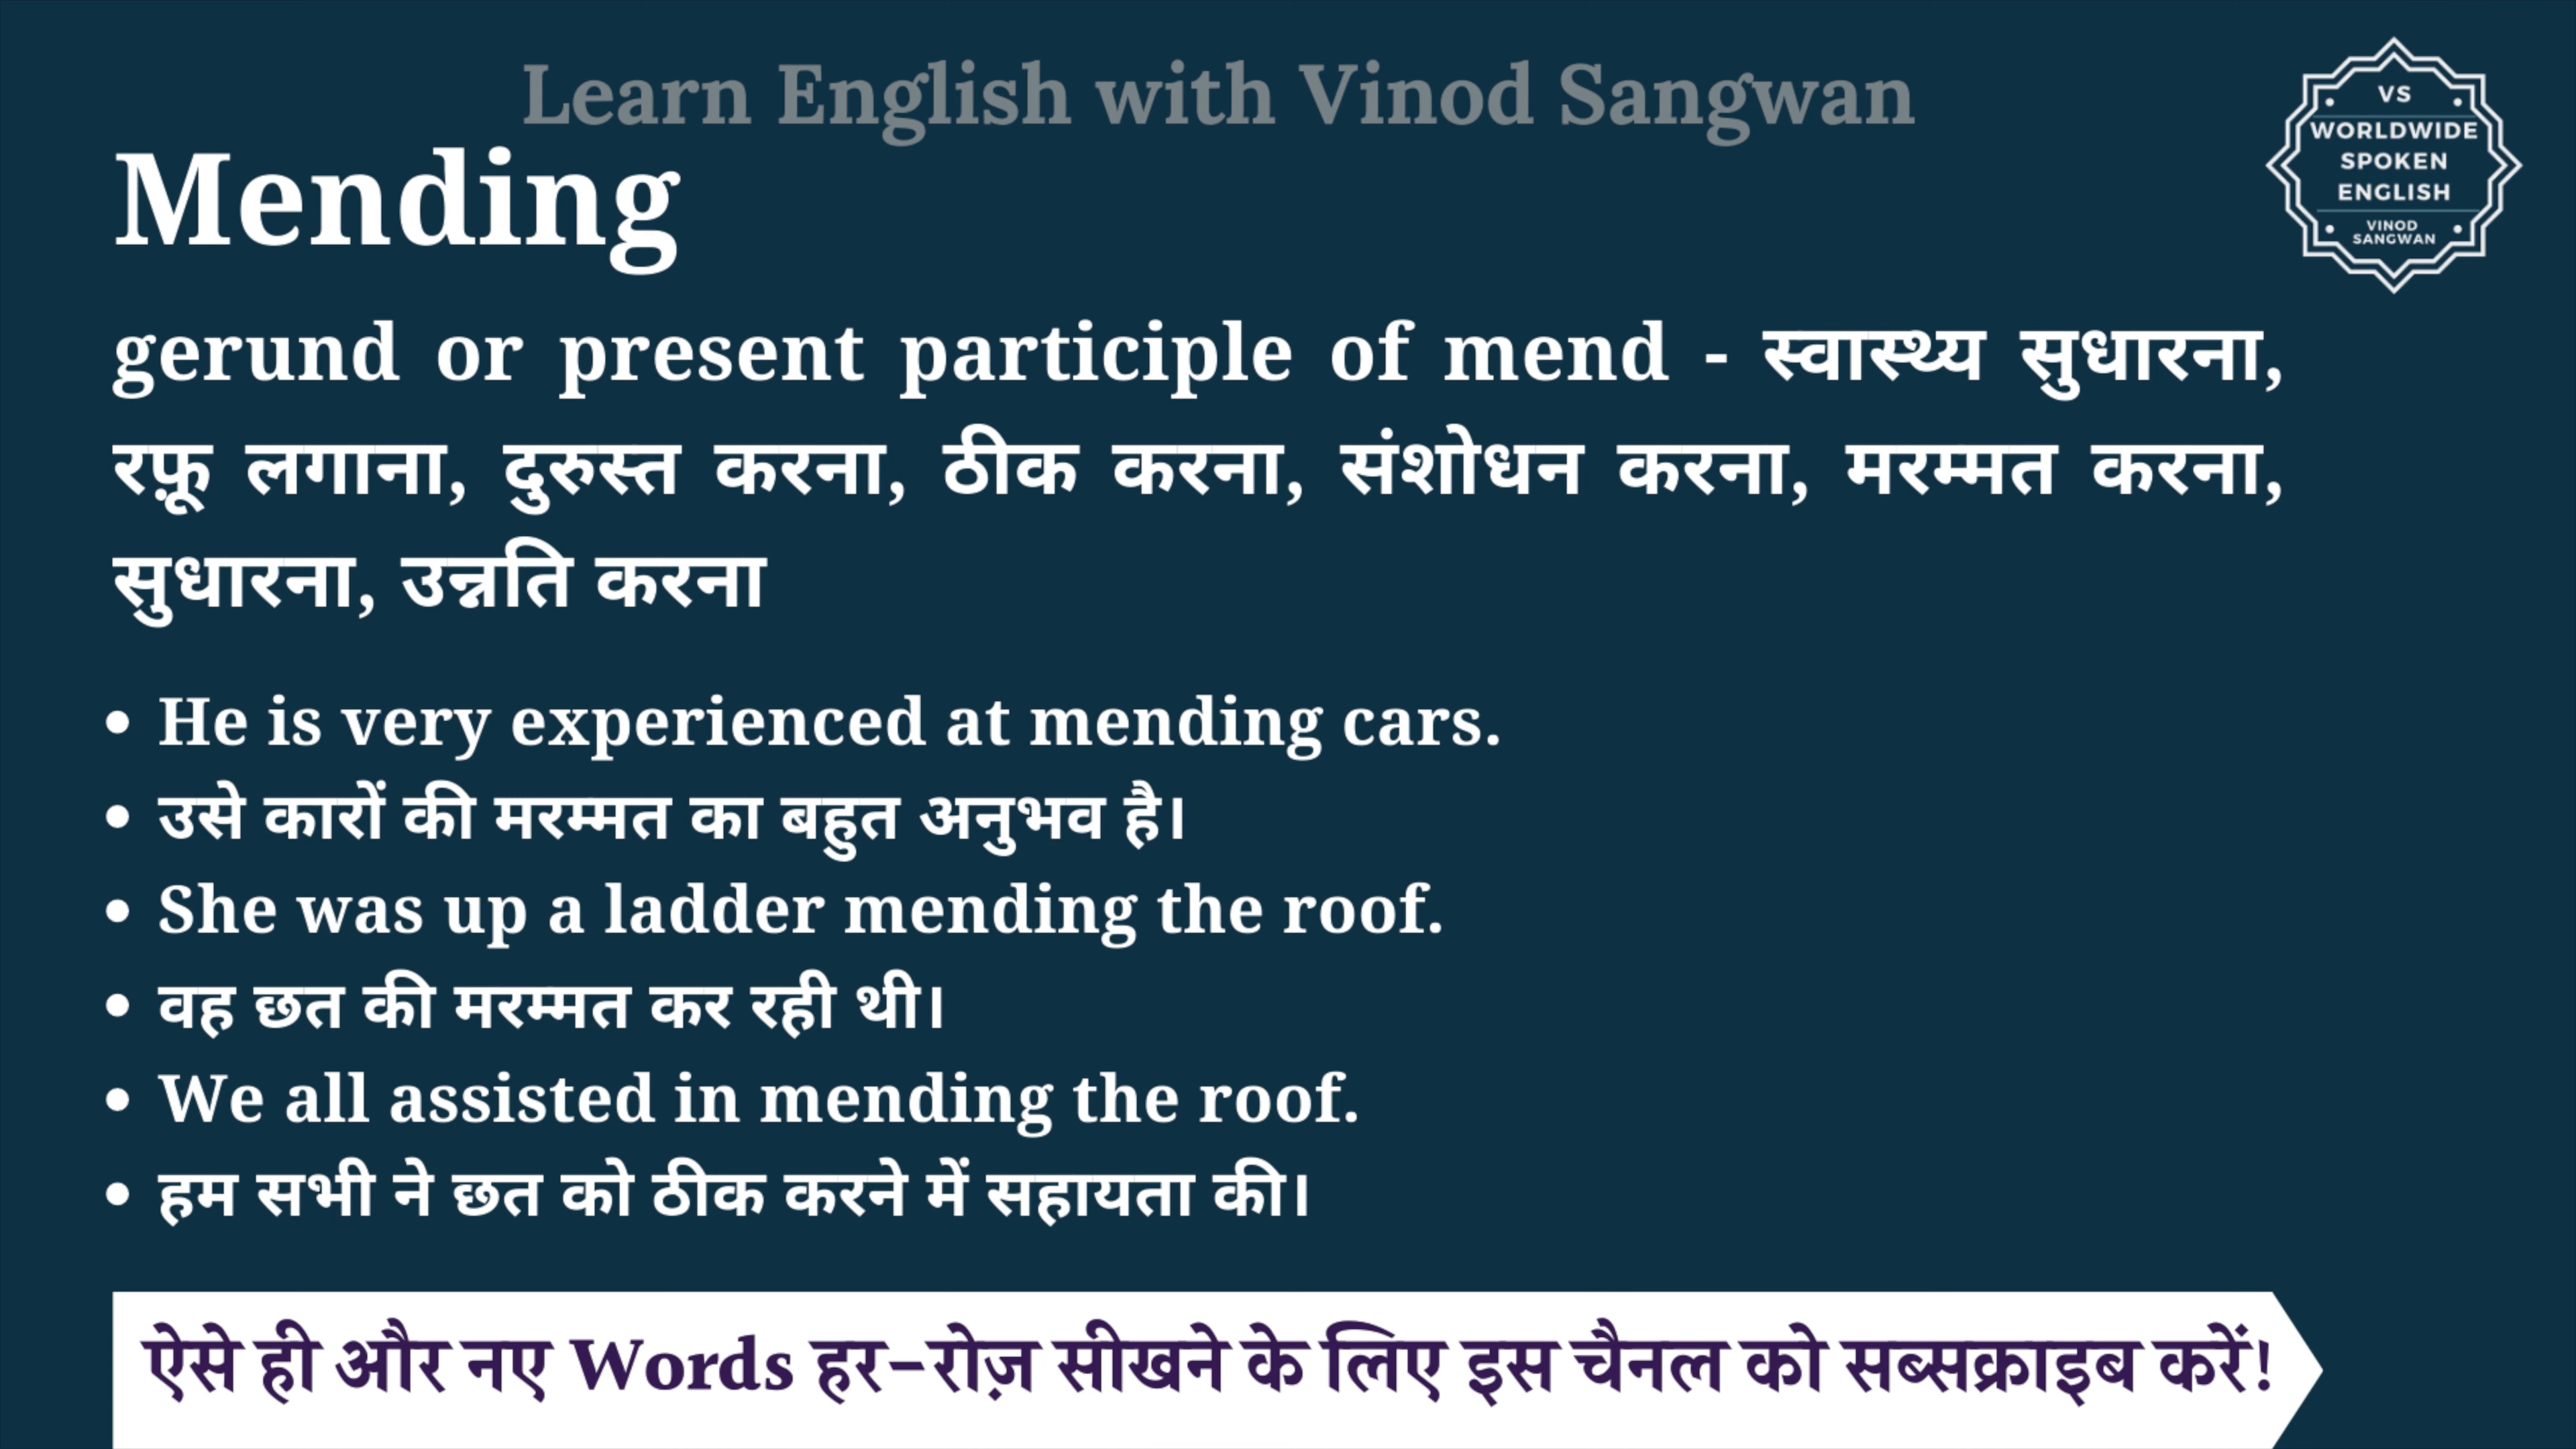 Learn English with Vinod Sangwan
VS
WORLDWIDE
SPOKEN
ENGLISH
VINOD
SANGWAN
Mending
gerund or present participle of mend - स्वास्थ्य सुधारना,
रफ़ू लगाना, दुरुस्त करना, ठीक करना, संशोधन करना, मरम्मत करना,
सुधारना, उन्नति करना
• He is very experienced at mending cars.
• उसे कारों की मरम्मत का बहुत अनुभव है।
• She was up a ladder mending the roof.
• वह छत की मरम्मत कर रही थी।
• We all assisted in mending the roof.
• हम सभी ने छत को ठीक करने में सहायता की।
ऐसे ही और नए Words हर-रोज़ सीखने के लिए इस चैनल को सब्सक्राइब करें!